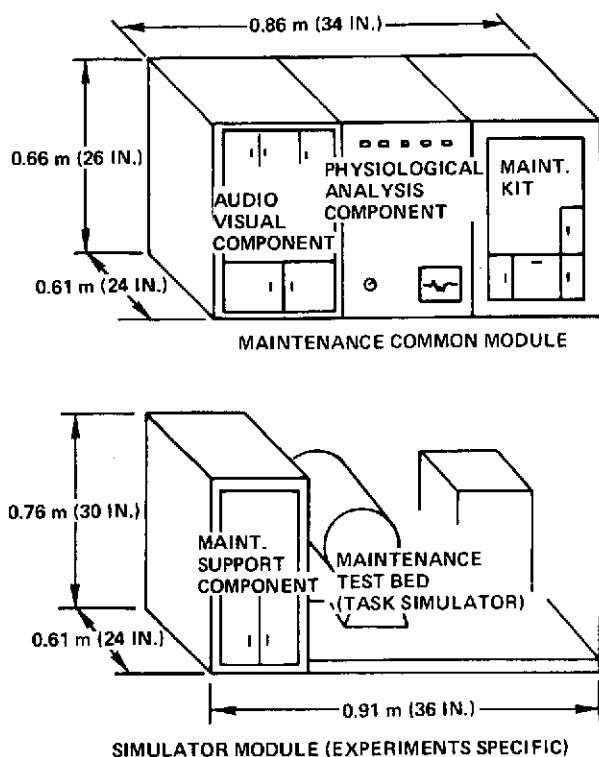 0.86 m (34 IN.)
0.66 m (26 IN.)
0.61 m (24 IN.)
AUDIO
VISUAL
COMPONENT
PHYSIOLOGICAL
ANALYSIS
COMPONENT
MAINT.
KIT
MAINTENANCE COMMON MODULE
0.76 m (30 IN.)
0.61 m (24 IN.)
MAINT.
SUPPORT
COMPONENT
MAINTENANCE
TEST BED
(TASK SIMULATOR)
0.91 m (36 IN.)
SIMULATOR MODULE (EXPERIMENTS SPECIFIC)